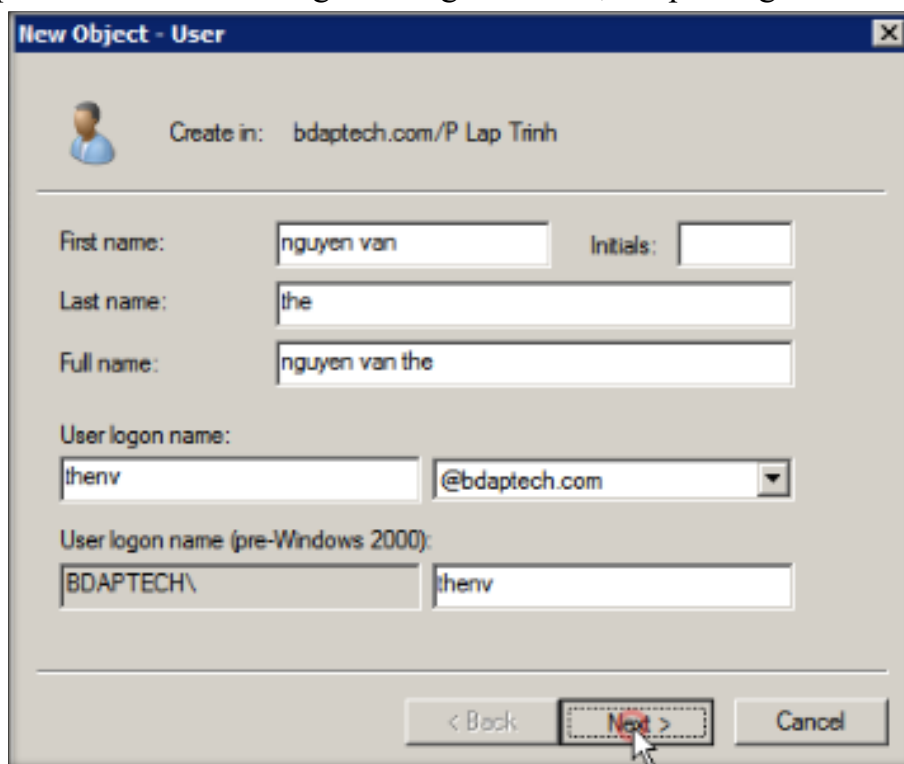 New Object - User
Create in: bdaptech.com/P Lap Trinh
First name: nguyen van Initials:
Last name: the
Full name: nguyen van the
User logon name:
thenv @bdaptech.com
User logon name (pre-Windows 2000):
BDAPTECH\ thenv
< Back Next > Cancel